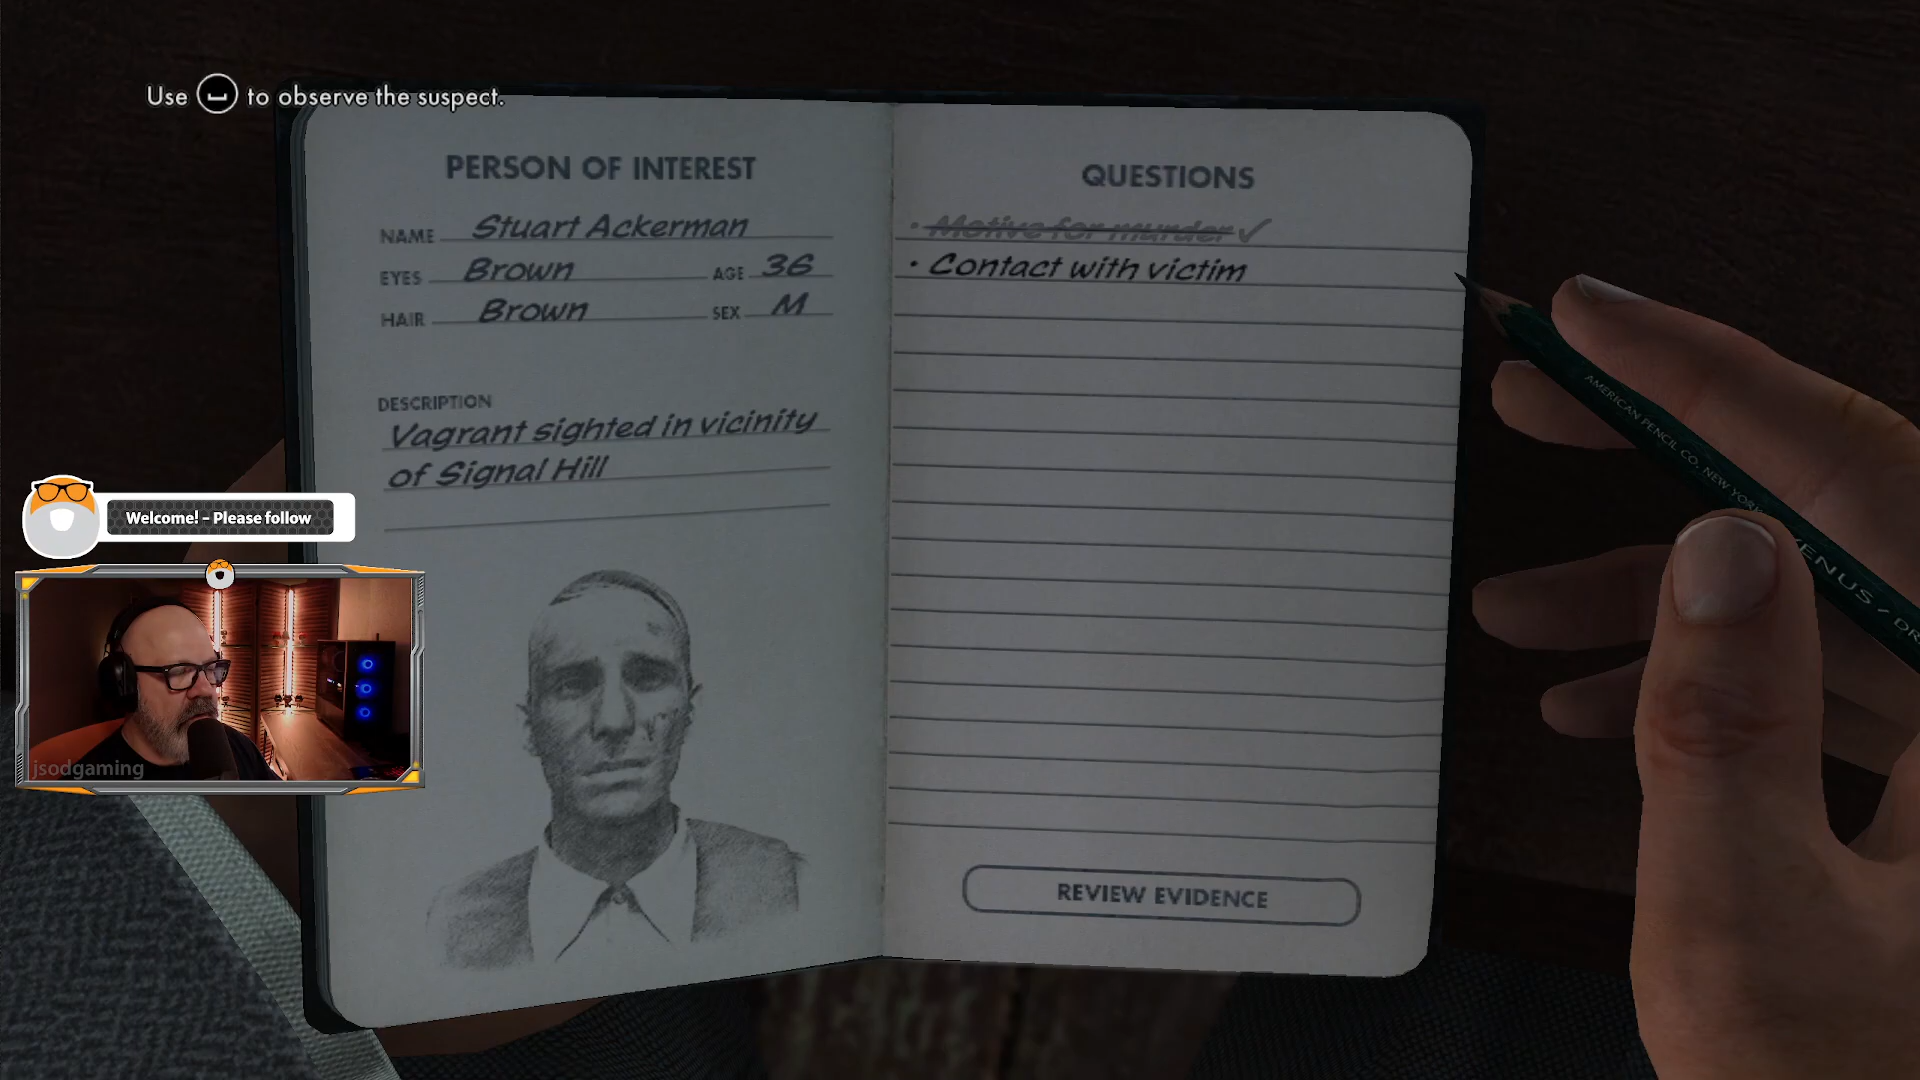 Use to observe the suspect.
PERSON OF INTEREST
NAME Stuart Ackerman
EYES Brown AGE 36
HAIR Brown SEX M
DESCRIPTION
Vagrant sighted in vicinity
of Signal Hill
QUESTIONS
· Motive for murder ✓
· Contact with victim
REVIEW EVIDENCE
Welcome! - Please follow
jsodgaming
AMERICAN PENCIL CO. NEW YORK
VENUS / DR